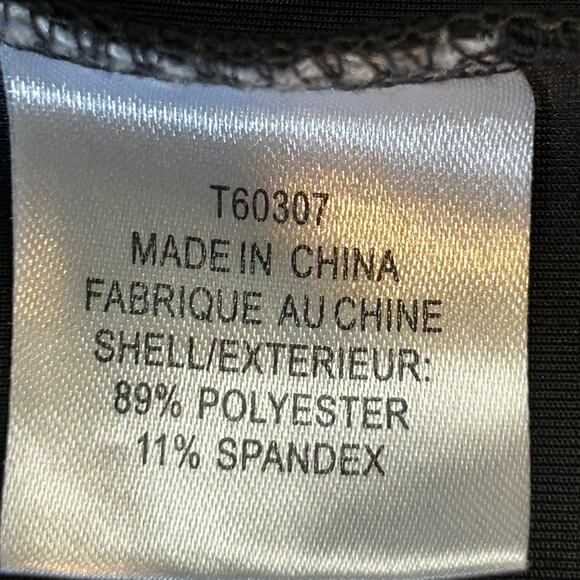 T60307
MADE IN CHINA
FABRIQUE AU CHINE
SHELL/EXTERIEUR:
89% POLYESTER
11% SPANDEX